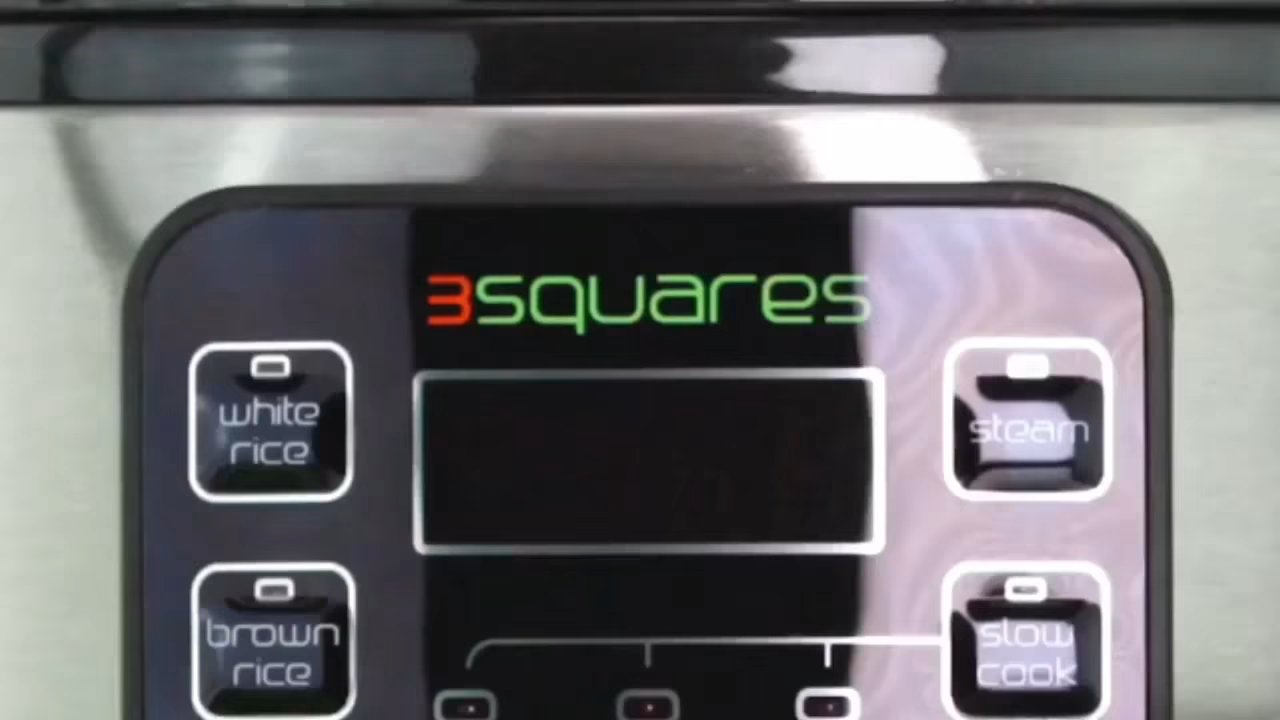 3squares
white
rice
steam
brown
rice
slow
cook